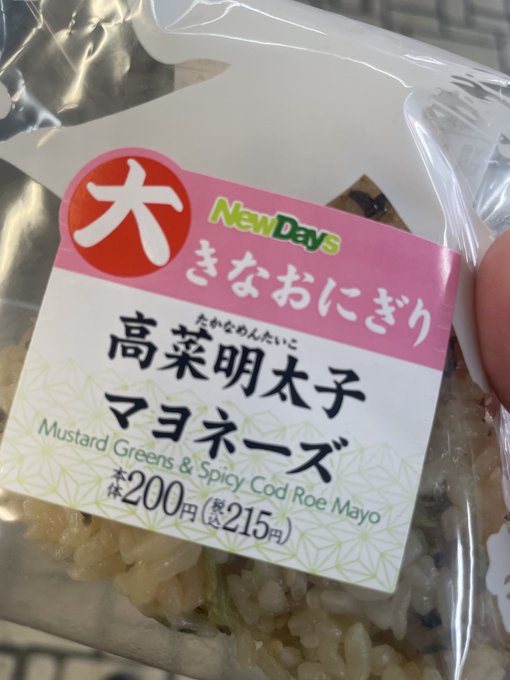 NewDays
大きなおにぎり
たかなめんたいこ
高菜明太子
マヨネーズ
Mustard Greens & Spicy Cod Roe Mayo
本体200円(税込215円)